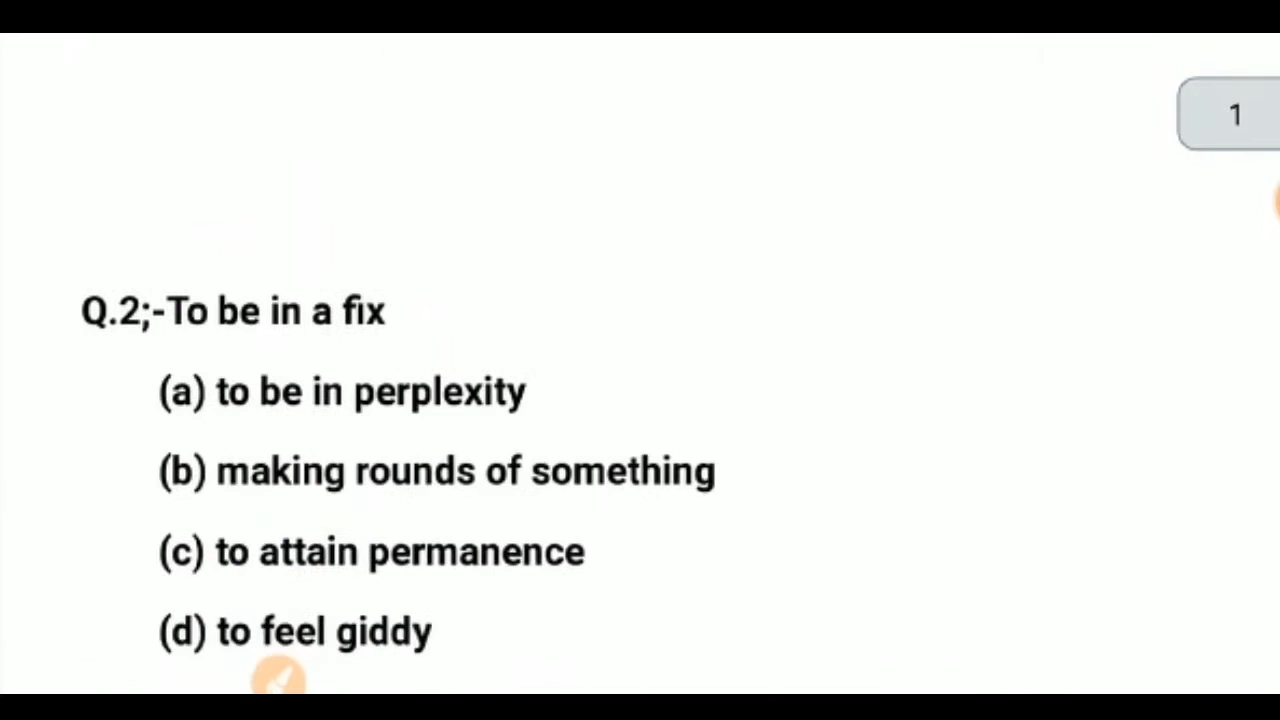 1
Q.2;-To be in a fix
(a) to be in perplexity
(b) making rounds of something
(c) to attain permanence
(d) to feel giddy